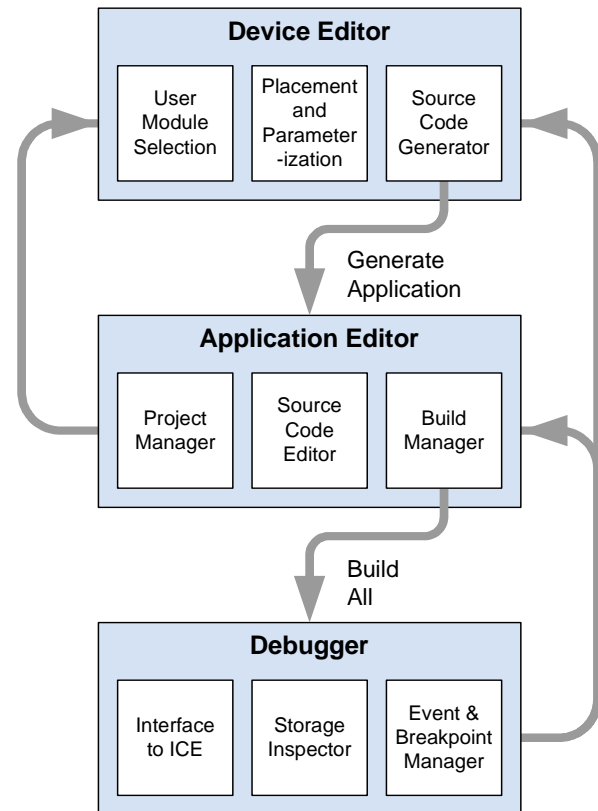 Device Editor
User
Module
Selection
Placement
and
Parameter
-ization
Source
Code
Generator
Generate
Application
Application Editor
Project
Manager
Source
Code
Editor
Build
Manager
Build
All
Debugger
Interface
to ICE
Storage
Inspector
Event &
Breakpoint
Manager